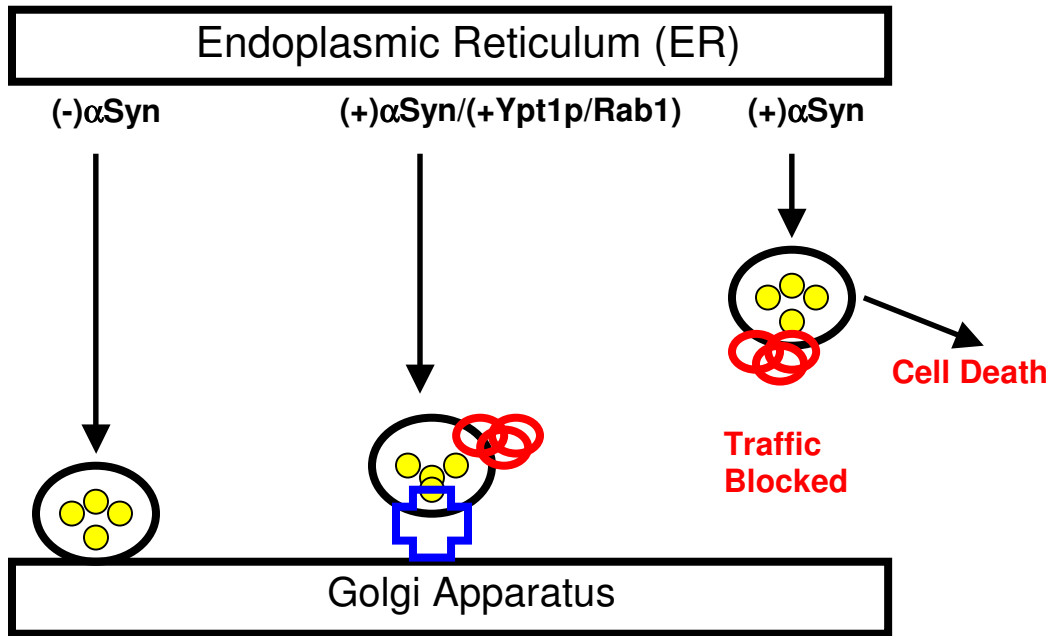 Endoplasmic Reticulum (ER)
(-)αSyn
(+)αSyn/(+Ypt1p/Rab1)
(+)αSyn
Cell Death
Traffic
Blocked
Golgi Apparatus